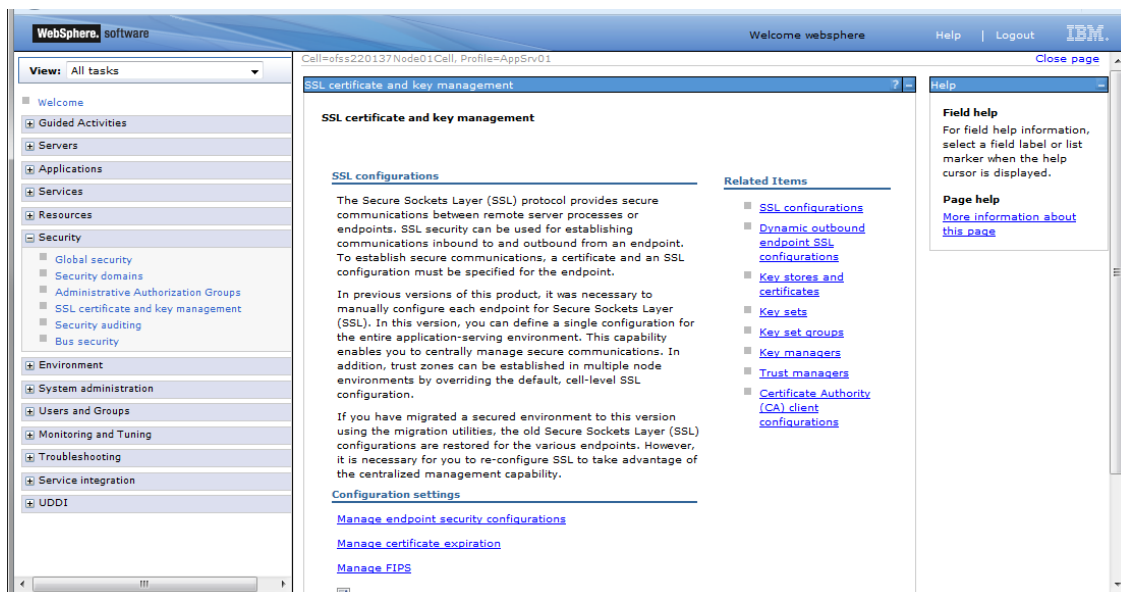 WebSphere. software
Welcome websphere
Help | Logout
IBM.
View: All tasks
Welcome
Guided Activities
Servers
Applications
Services
Resources
Security
Global security
Security domains
Administrative Authorization Groups
SSL certificate and key management
Security auditing
Bus security
Environment
System administration
Users and Groups
Monitoring and Tuning
Troubleshooting
Service integration
UDDI
Cell=ofss220137Node01Cell, Profile=AppSrv01
Close page
SSL certificate and key management
? -
SSL certificate and key management
SSL configurations
The Secure Sockets Layer (SSL) protocol provides secure
communications between remote server processes or
endpoints. SSL security can be used for establishing
communications inbound to and outbound from an endpoint.
To establish secure communications, a certificate and an SSL
configuration must be specified for the endpoint.
In previous versions of this product, it was necessary to
manually configure each endpoint for Secure Sockets Layer
(SSL). In this version, you can define a single configuration for
the entire application-serving environment. This capability
enables you to centrally manage secure communications. In
addition, trust zones can be established in multiple node
environments by overriding the default, cell-level SSL
configuration.
If you have migrated a secured environment to this version
using the migration utilities, the old Secure Sockets Layer (SSL)
configurations are restored for the various endpoints. However,
it is necessary for you to re-configure SSL to take advantage of
the centralized management capability.
Configuration settings
Manage endpoint security configurations
Manage certificate expiration
Manage FIPS
Related Items
SSL configurations
Dynamic outbound
endpoint SSL
configurations
Key stores and
certificates
Key sets
Key set groups
Key managers
Trust managers
Certificate Authority
(CA) client
configurations
Help
Field help
For field help information,
select a field label or list
marker when the help
cursor is displayed.
Page help
More information about
this page